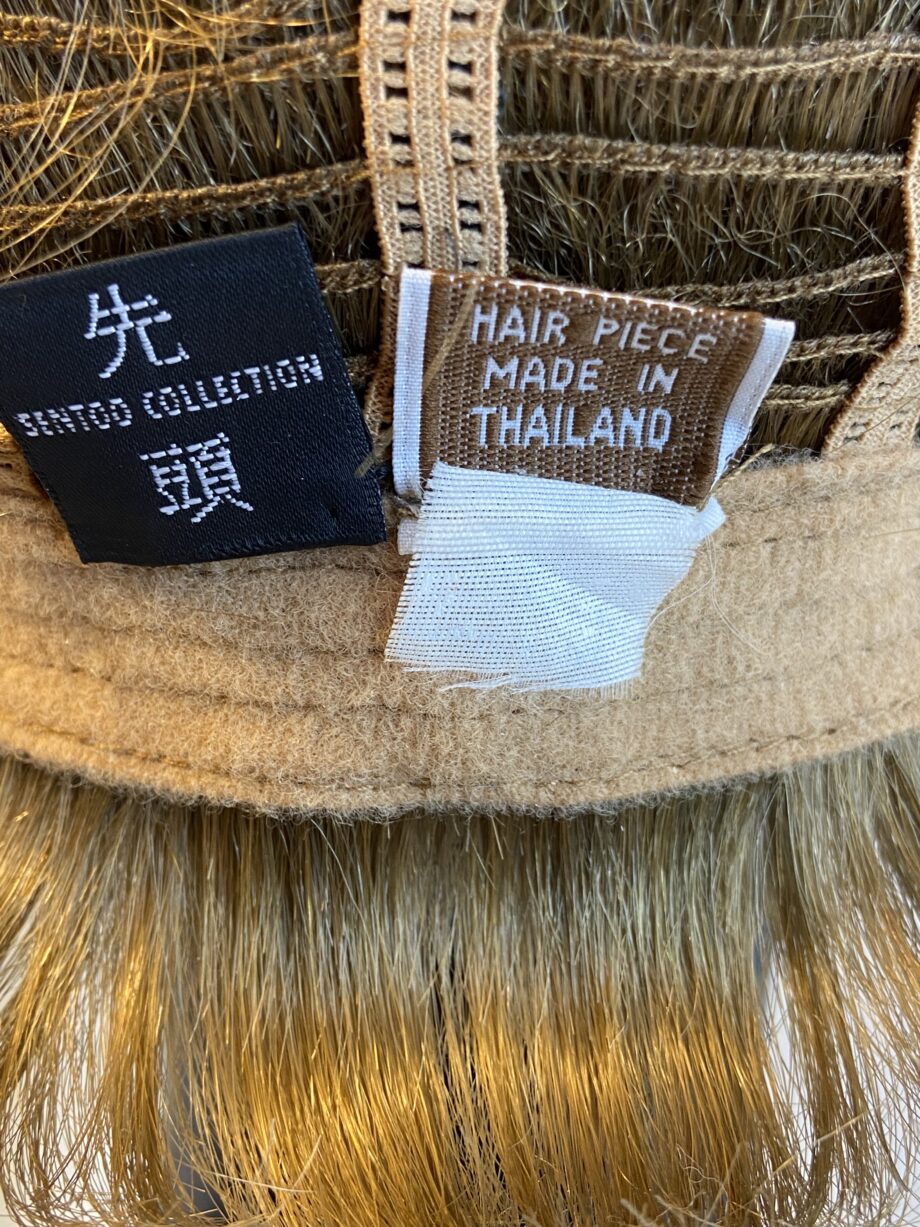 先
SENTOO COLLECTION
頭
HAIR PIECE
MADE IN
THAILAND